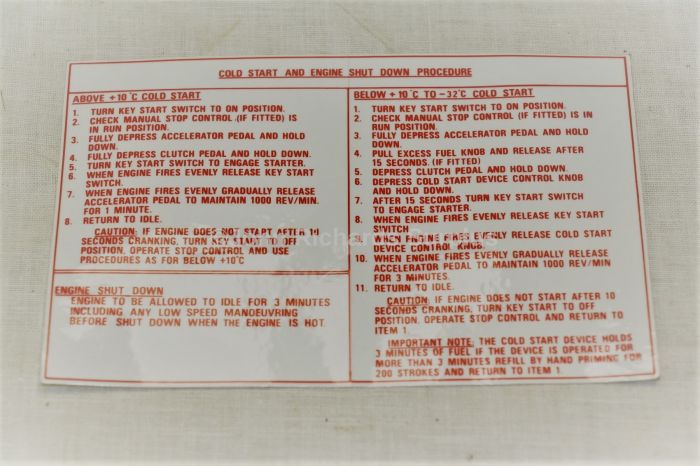 COLD START AND ENGINE SHUT DOWN PROCEDURE
ABOVE +10°C COLD START
1. TURN KEY START SWITCH TO ON POSITION.
2. CHECK MANUAL STOP CONTROL (IF FITTED) IS
IN RUN POSITION.
3. FULLY DEPRESS ACCELERATOR PEDAL AND HOLD
DOWN.
4. FULLY DEPRESS CLUTCH PEDAL AND HOLD DOWN.
5. TURN KEY START SWITCH TO ENGAGE STARTER.
6. WHEN ENGINE FIRES EVENLY RELEASE KEY START
SWITCH.
7. WHEN ENGINE FIRES EVENLY GRADUALLY RELEASE
ACCELERATOR PEDAL TO MAINTAIN 1000 REV/MIN.
FOR 1 MINUTE.
8. RETURN TO IDLE.
CAUTION: IF ENGINE DOES NOT START AFTER 10
SECONDS CRANKING, TURN KEY START TO OFF
POSITION, OPERATE STOP CONTROL AND USE
PROCEDURES AS FOR BELOW +10°C
ENGINE SHUT DOWN
ENGINE TO BE ALLOWED TO IDLE FOR 3 MINUTES
INCLUDING ANY LOW SPEED MANOEUVRING
BEFORE SHUT DOWN WHEN THE ENGINE IS HOT.
BELOW +10°C TO -32°C COLD START
1. TURN KEY START SWITCH TO ON POSITION.
2. CHECK MANUAL STOP CONTROL (IF FITTED) IS IN
RUN POSITION.
3. FULLY DEPRESS ACCELERATOR PEDAL AND HOLD
DOWN.
4. PULL EXCESS FUEL KNOB AND RELEASE AFTER
15 SECONDS. (IF FITTED)
5. DEPRESS CLUTCH PEDAL AND HOLD DOWN.
6. DEPRESS COLD START DEVICE CONTROL KNOB
AND HOLD DOWN.
7. AFTER 15 SECONDS TURN KEY START SWITCH
TO ENGAGE STARTER.
8. WHEN ENGINE FIRES EVENLY RELEASE KEY START
SWITCH
9. WHEN ENGINE FIRES EVENLY RELEASE COLD START
DEVICE CONTROL KNOB.
10. WHEN ENGINE FIRES EVENLY GRADUALLY RELEASE
ACCELERATOR PEDAL TO MAINTAIN 1000 REV/MIN
FOR 3 MINUTES.
11. RETURN TO IDLE.
CAUTION: IF ENGINE DOES NOT START AFTER 10
SECONDS CRANKING, TURN KEY START TO OFF
POSITION, OPERATE STOP CONTROL AND RETURN TO
ITEM 1.
IMPORTANT NOTE: THE COLD START DEVICE HOLDS
3 MINUTES OF FUEL IF THE DEVICE IS OPERATED FOR
MORE THAN 3 MINUTES REFILL BY HAND PRIMING FOR
200 STROKES AND RETURN TO ITEM 1.